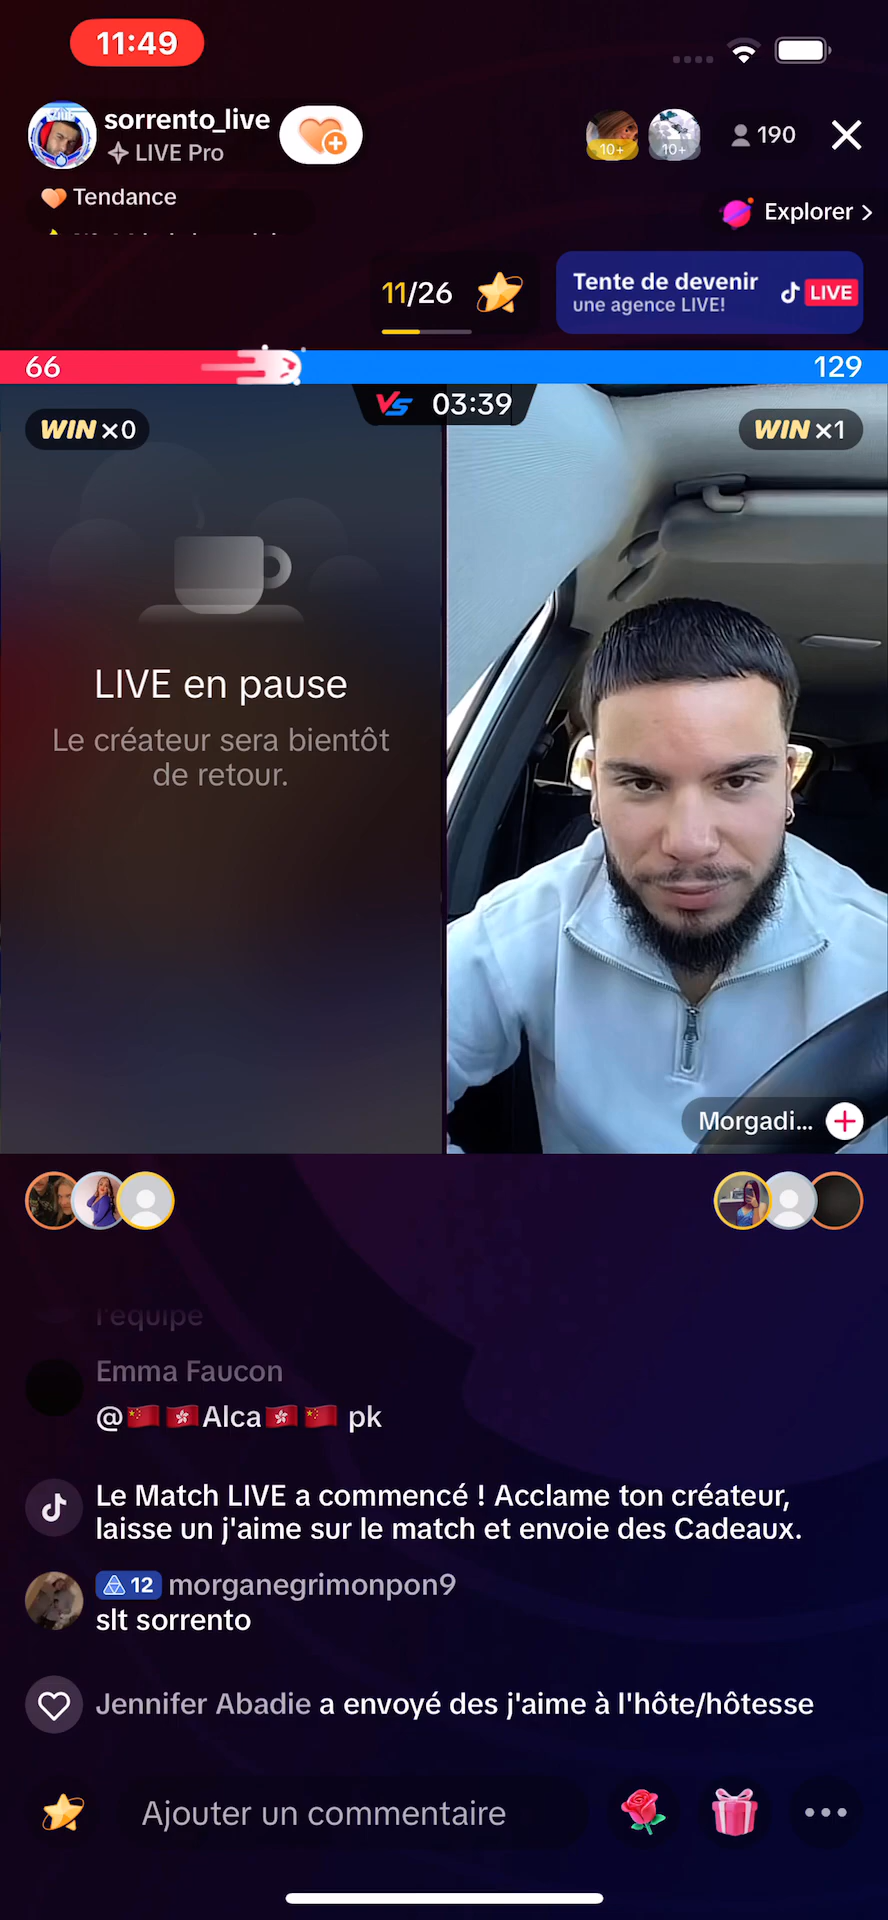 11:49
sorrento_live
LIVE Pro
10+
10+
190
Tendance
Explorer >
11/26
Tente de devenir
une agence LIVE!
LIVE
66
129
VS 03:39
WIN x0
WIN x1
LIVE en pause
Le créateur sera bientôt
de retour.
Morgadi...
l'équipe
Emma Faucon
@🇨🇳🇭🇰Alca🇭🇰🇨🇳 pk
Le Match LIVE a commencé ! Acclame ton créateur,
laisse un j'aime sur le match et envoie des Cadeaux.
12 morganegrimonpon9
slt sorrento
Jennifer Abadie a envoyé des j'aime à l'hôte/hôtesse
Ajouter un commentaire